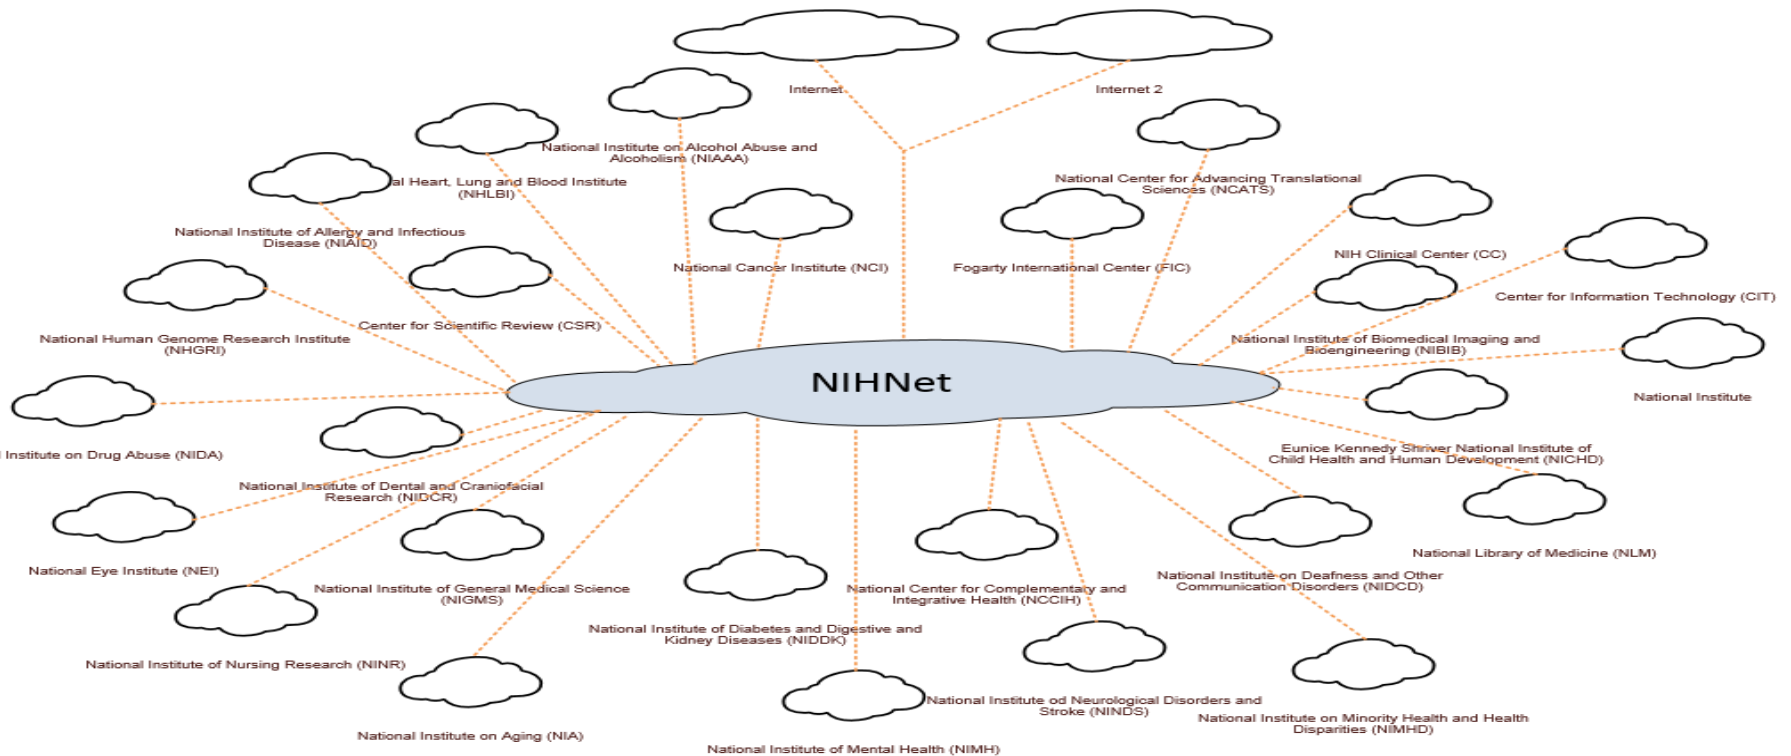 Internet
Internet 2
National Institute on Alcohol Abuse and
Alcoholism (NIAAA)
al Heart, Lung and Blood Institute
(NHLBI)
National Center for Advancing Translational
Sciences (NCATS)
National Institute of Allergy and Infectious
Disease (NIAID)
National Cancer Institute (NCI)
Fogarty International Center (FIC)
NIH Clinical Center (CC)
Center for Information Technology (CIT)
Center for Scientific Review (CSR)
National Human Genome Research Institute
(NHGRI)
National Institute of Biomedical Imaging and
Bioengineering (NIBIB)
NIHNet
National Institute
Institute on Drug Abuse (NIDA)
Eunice Kennedy Shriver National Institute of
Child Health and Human Development (NICHD)
National Institute of Dental and Craniofacial
Research (NIDCR)
National Library of Medicine (NLM)
National Eye Institute (NEI)
National Institute of General Medical Science
(NIGMS)
National Center for Complementary and
Integrative Health (NCCIH)
National Institute on Deafness and Other
Communication Disorders (NIDCD)
National Institute of Diabetes and Digestive and
Kidney Diseases (NIDDK)
National Institute of Nursing Research (NINR)
National Institute od Neurological Disorders and
Stroke (NINDS)
National Institute on Minority Health and Health
Disparities (NIMHD)
National Institute on Aging (NIA)
National Institute of Mental Health (NIMH)